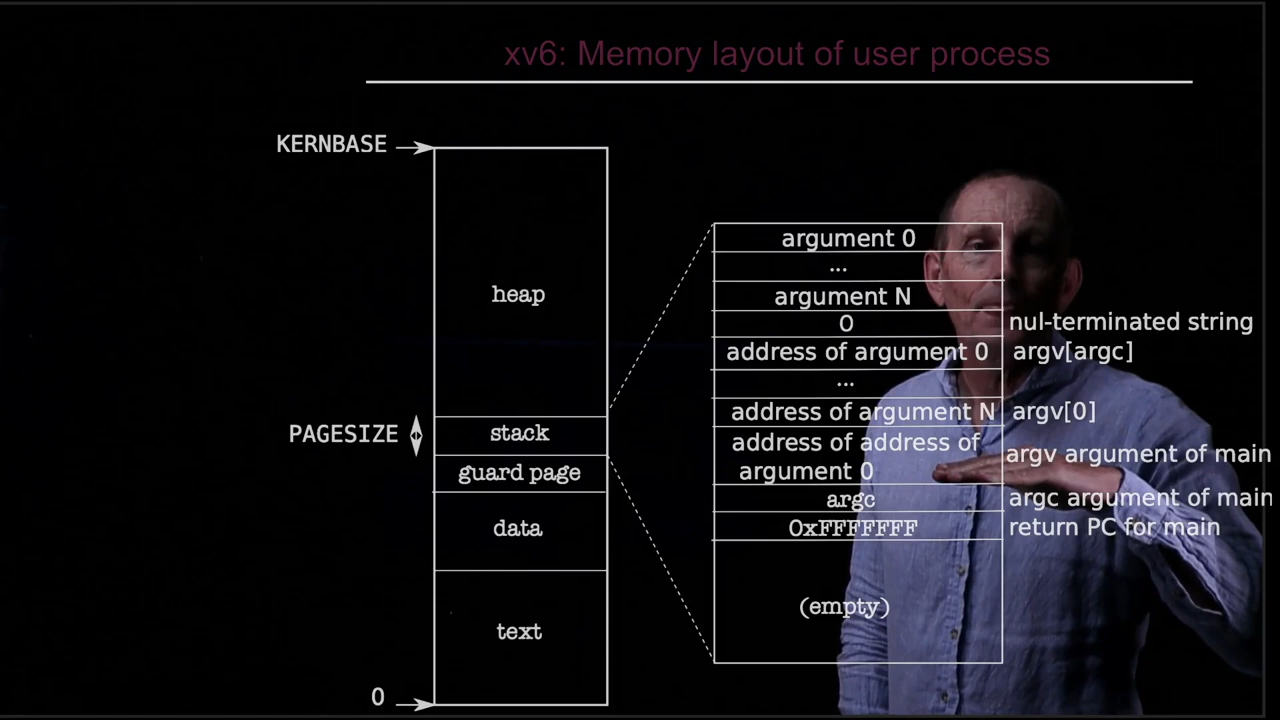 xv6: Memory layout of user process
KERNBASE
heap
PAGESIZE
stack
guard page
data
text
0
argument 0
...
argument N
0 nul-terminated string
address of argument 0 argv[argc]
...
address of argument N argv[0]
address of address of
argument 0
argv argument of main
argc argc argument of main
0xFFFFFFF return PC for main
(empty)